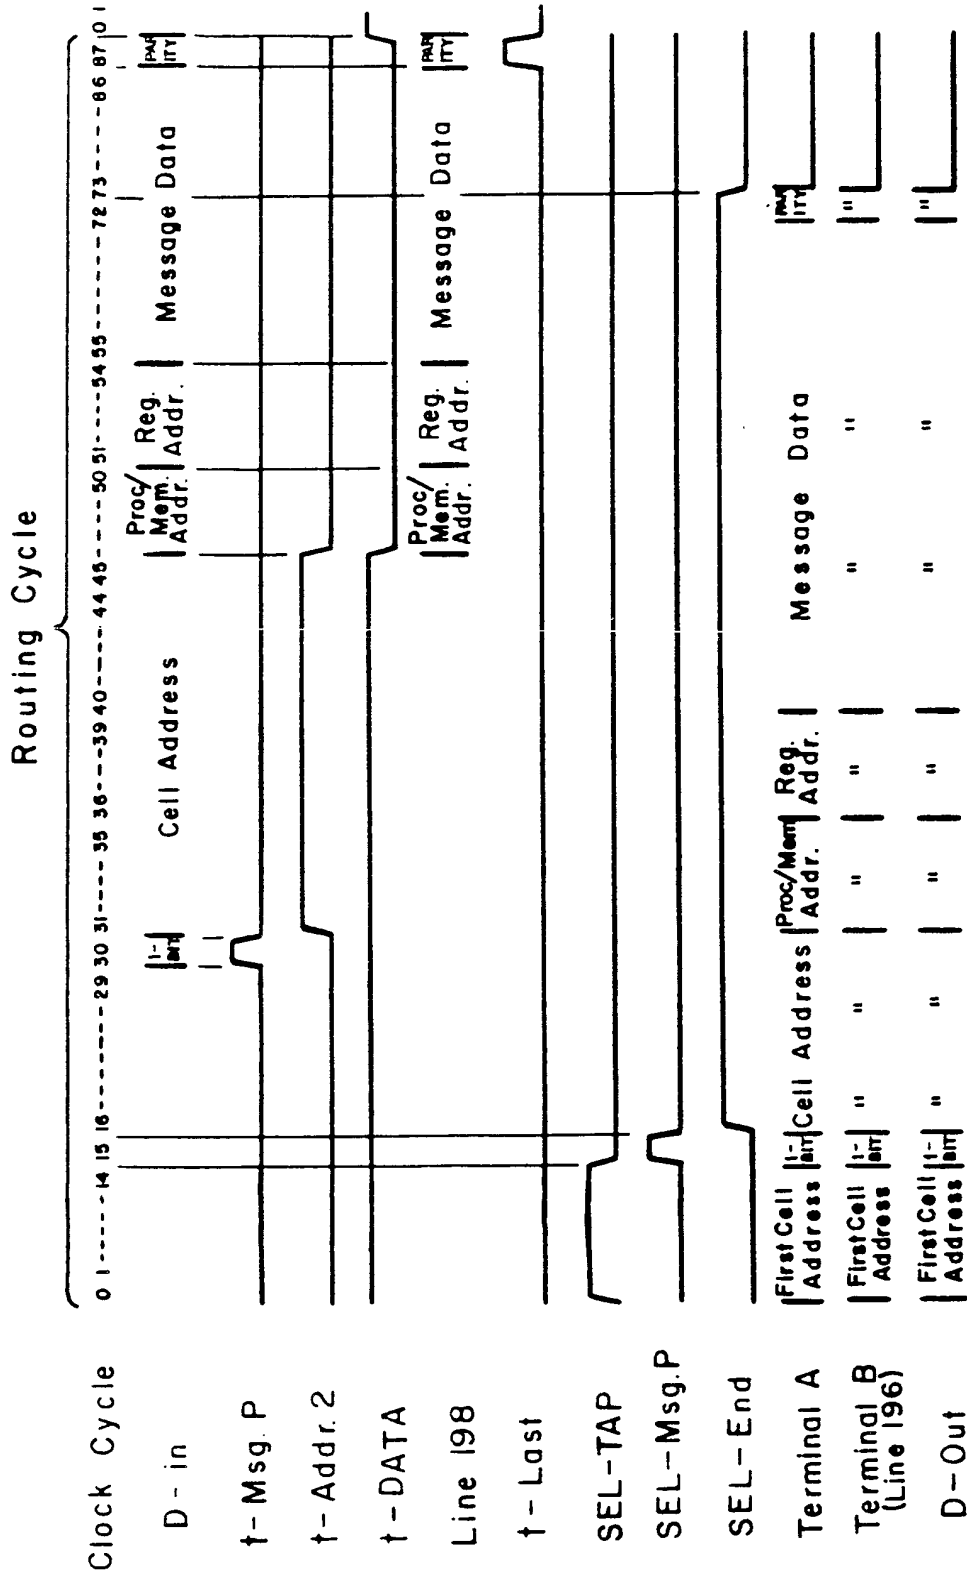 Routing Cycle
Clock Cycle 0 1-----14 15 16------29 30 31----35 36---39 40----44 45----50 51----54 55------72 73----86 87 0 1
D-in 1-BIT Cell Address Proc/Mem. Addr. Reg. Addr. Message Data PARITY
t-Msg. P
t-Addr. 2
t-DATA
Line 198 Proc/Mem. Addr. Reg. Addr. Message Data PARITY
t-Last
SEL-TAP
SEL-Msg.P
SEL-End
Terminal A First Cell Address 1-BIT Cell Address Proc/Mem Addr. Reg. Addr. Message Data PARITY
Terminal B (Line 196) First Cell Address 1-BIT " " " " " " "
D-Out First Cell Address 1-BIT " " " " " " "